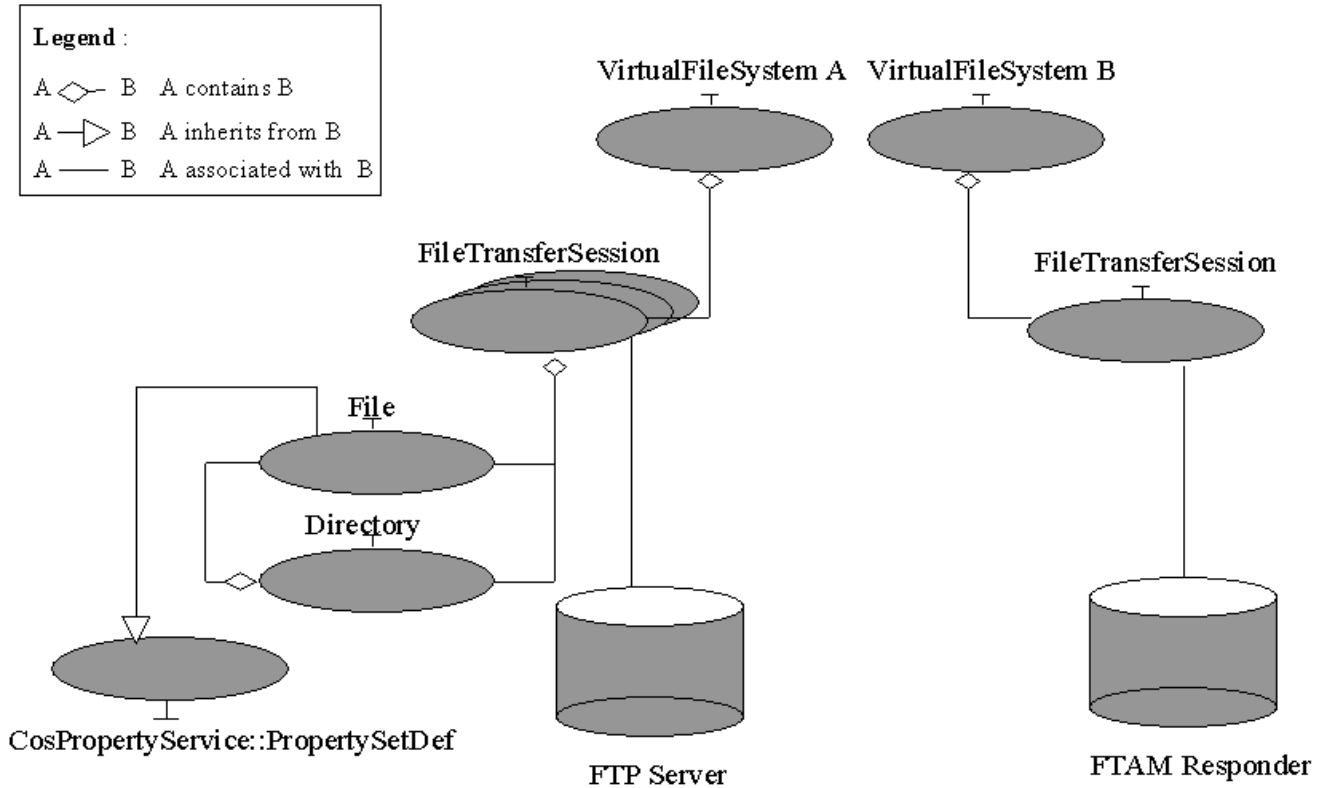 Legend :
A B A contains B
A B A inherits from B
A B A associated with B
VirtualFileSystem A
VirtualFileSystem B
FileTransferSession
FileTransferSession
File
Directory
CosPropertyService::PropertySetDef
FTP Server
FTAM Responder